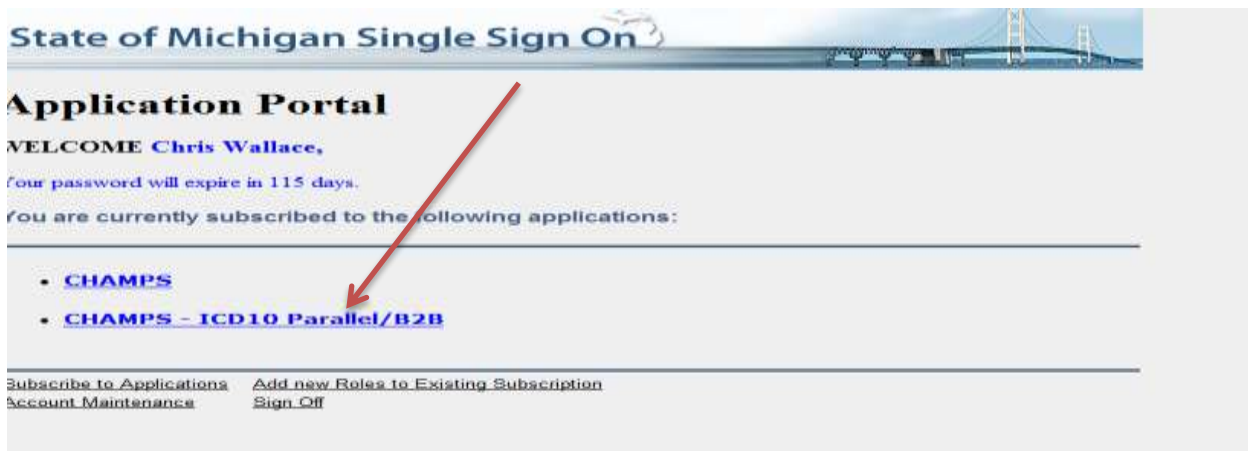 State of Michigan Single Sign On
Application Portal
WELCOME Chris Wallace,
Your password will expire in 115 days.
You are currently subscribed to the following applications:
• CHAMPS
• CHAMPS - ICD10 Parallel/B2B
Subscribe to Applications Add new Roles to Existing Subscription
Account Maintenance Sign Off